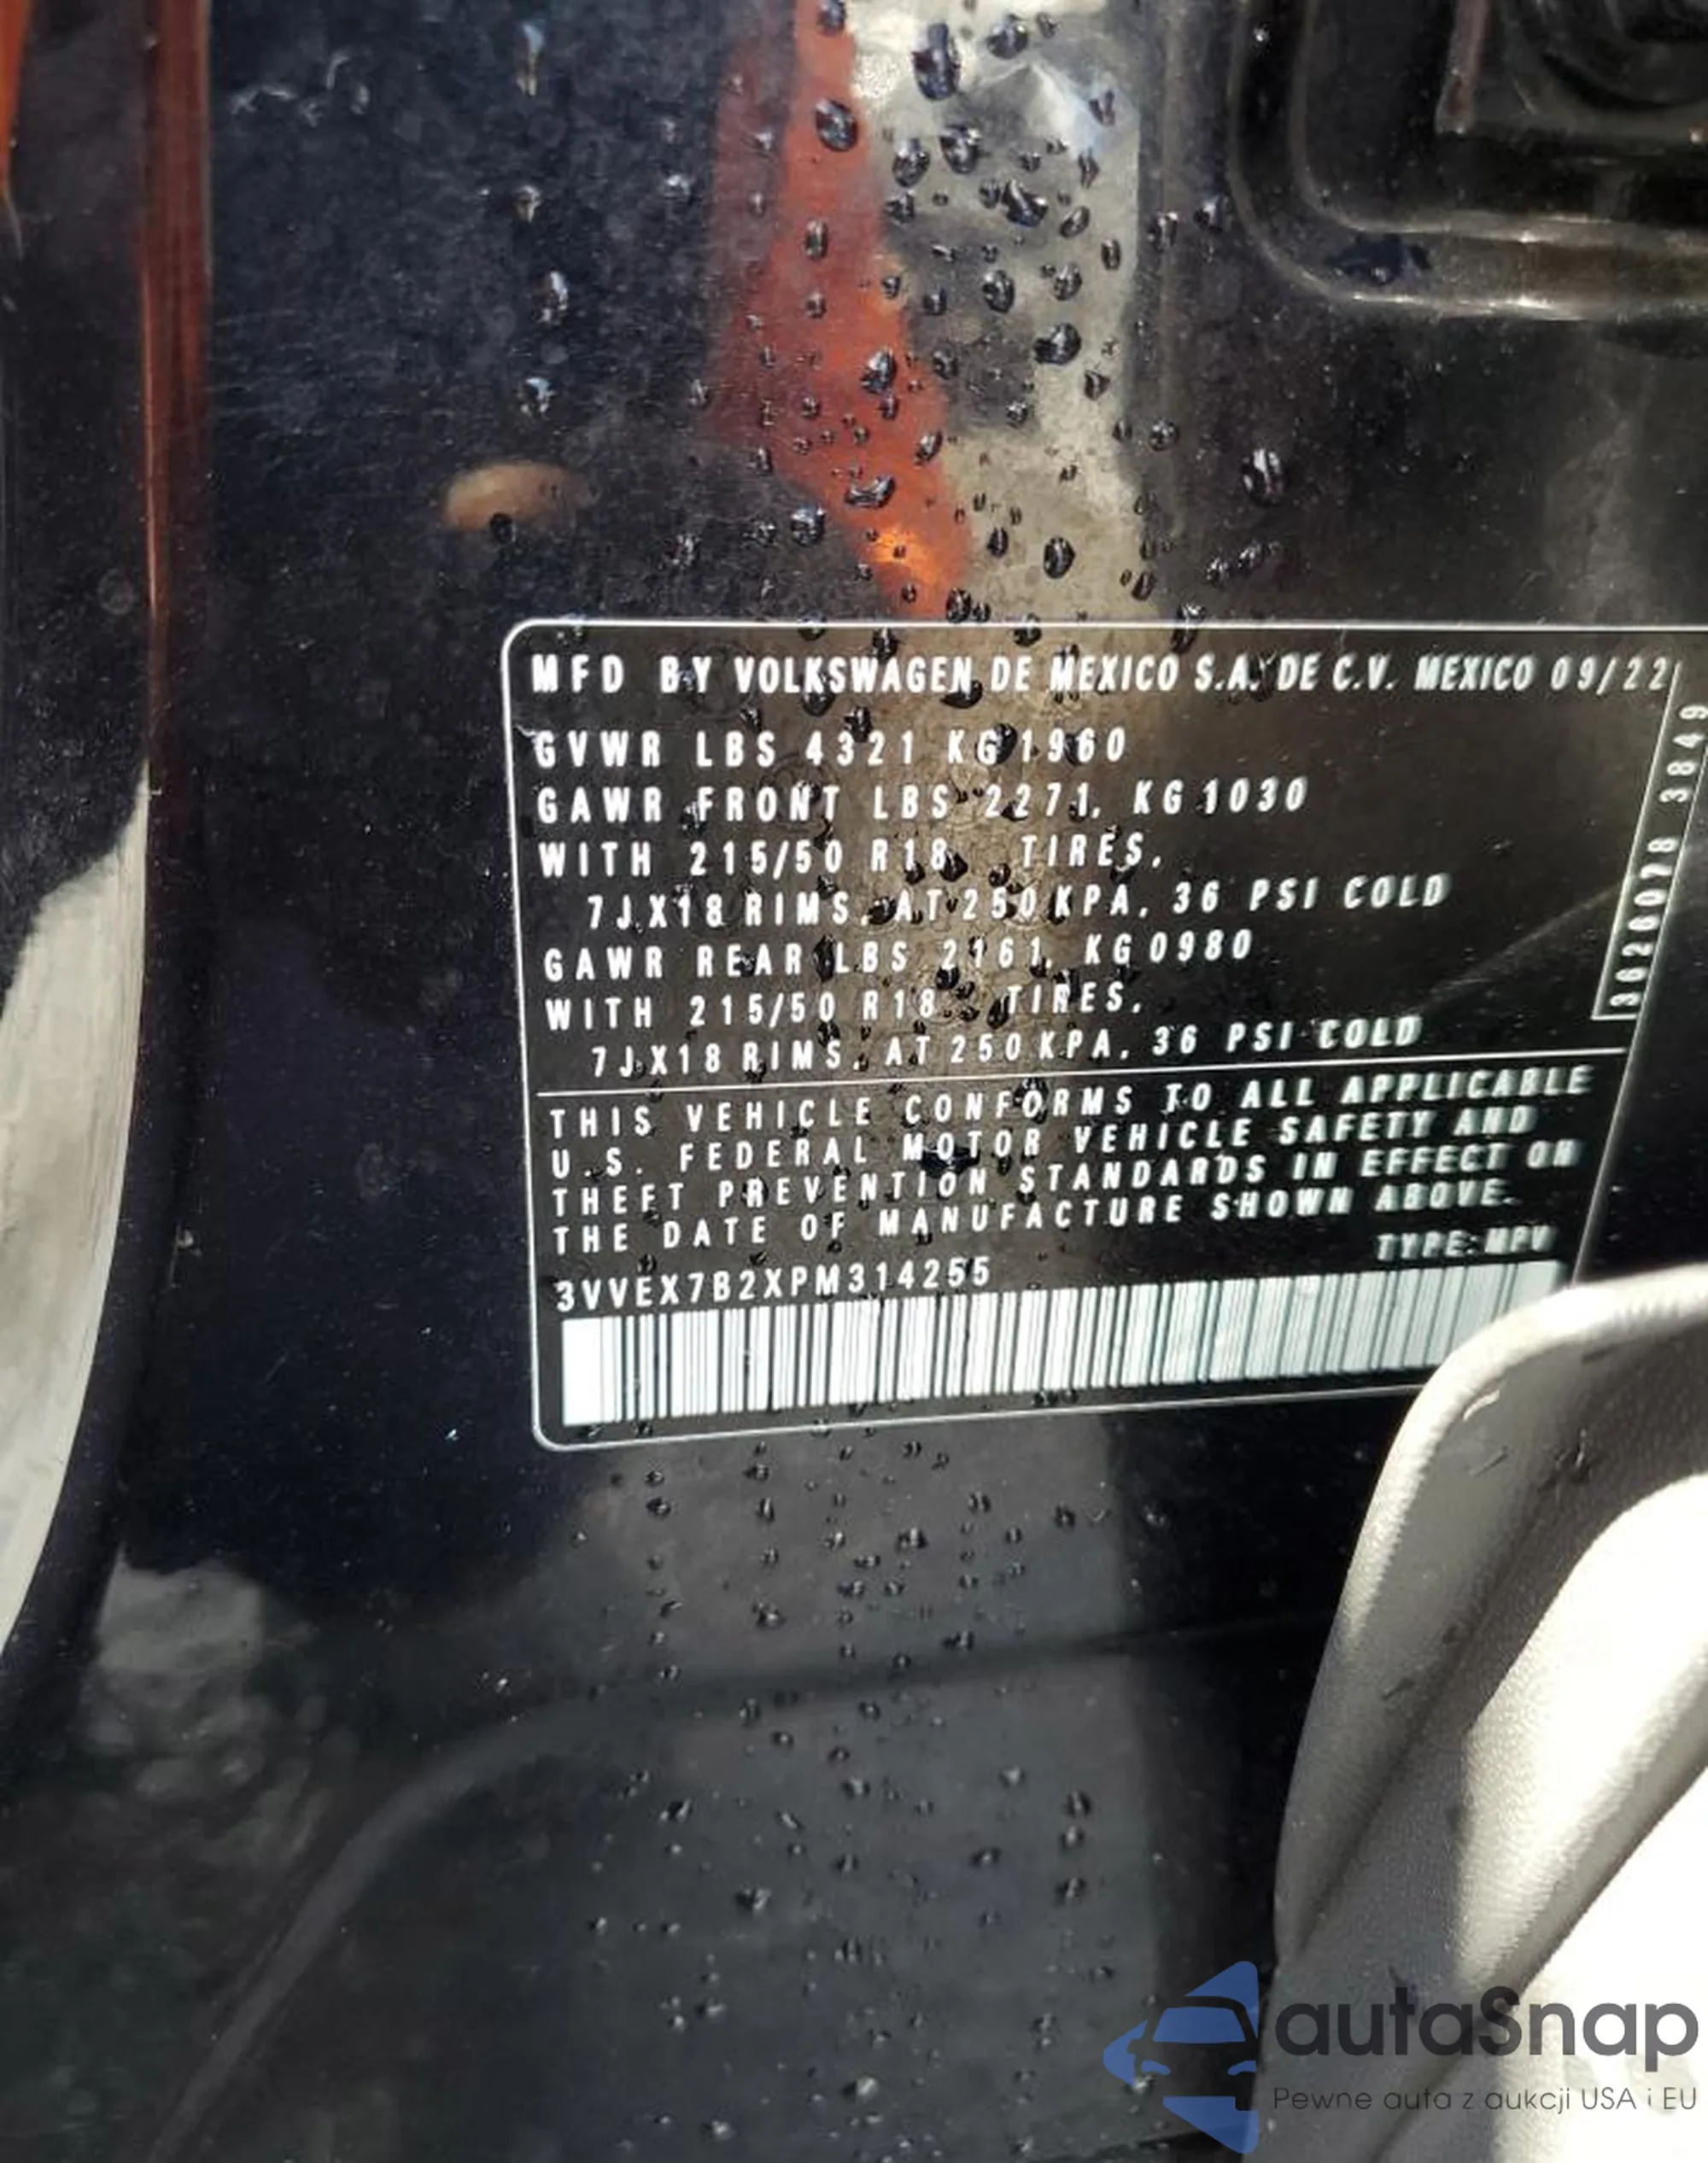 MFD BY VOLKSWAGEN DE MEXICO S.A. DE C.V. MEXICO 09/22
GVWR LBS 4321 KG 1960
GAWR FRONT LBS 2271, KG 1030
WITH 215/50 R18 TIRES,
7JX18 RIMS, AT 250 KPA, 36 PSI COLD
GAWR REAR LBS 2161, KG 0980
WITH 215/50 R18 TIRES,
7JX18 RIMS, AT 250 KPA, 36 PSI COLD
THIS VEHICLE CONFORMS TO ALL APPLICABLE
U.S. FEDERAL MOTOR VEHICLE SAFETY AND
THEFT PREVENTION STANDARDS IN EFFECT ON
THE DATE OF MANUFACTURE SHOWN ABOVE.
TYPE: MPV
3VVEX7B2XPM314255
autaSnap
Pewne auta z aukcji USA i EU